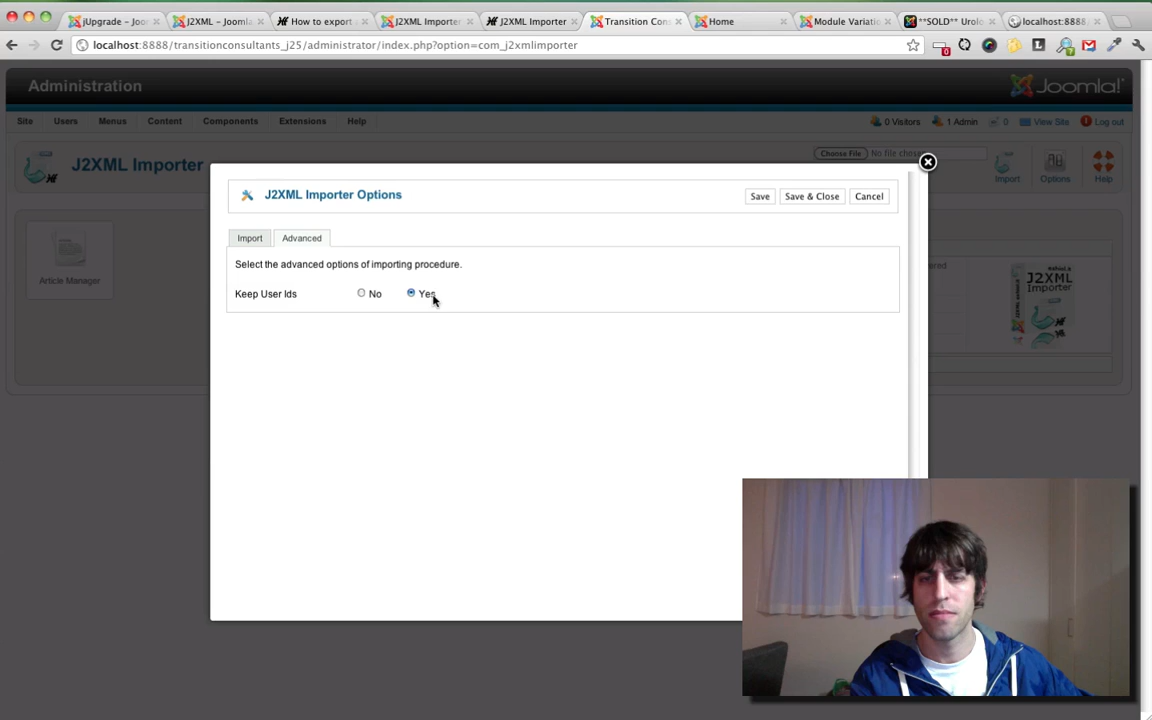 jUpgrade – Joo
J2XML – Joomla
How to export
J2XML Importer
J2XML Importer
Transition Con
Home
Module Variatio
**SOLD** Urolo
localhost:8888
localhost:8888/transitionconsultants_j25/administrator/index.php?option=com_j2xmlimporter
Administration
Joomla!
Site Users Menus Content Components Extensions Help
0 Visitors 1 Admin 0 View Site Log out
J2XML Importer
Choose File No file chosen
Import Options Help
J2XML Importer Options
Save Save & Close Cancel
Import Advanced
Select the advanced options of importing procedure.
Keep User Ids No Yes
Article Manager
J2XML
Importer